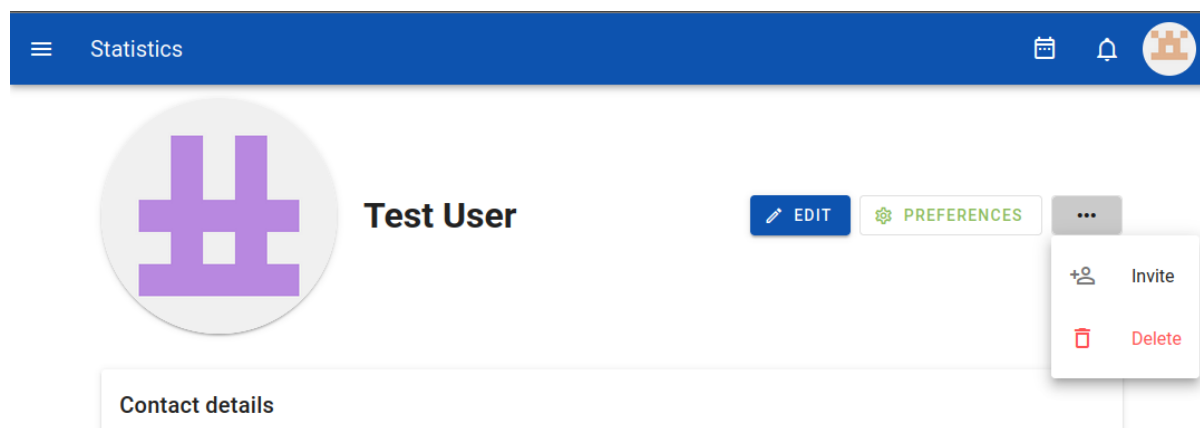 Statistics
Test User
EDIT
PREFERENCES
...
Invite
Delete
Contact details